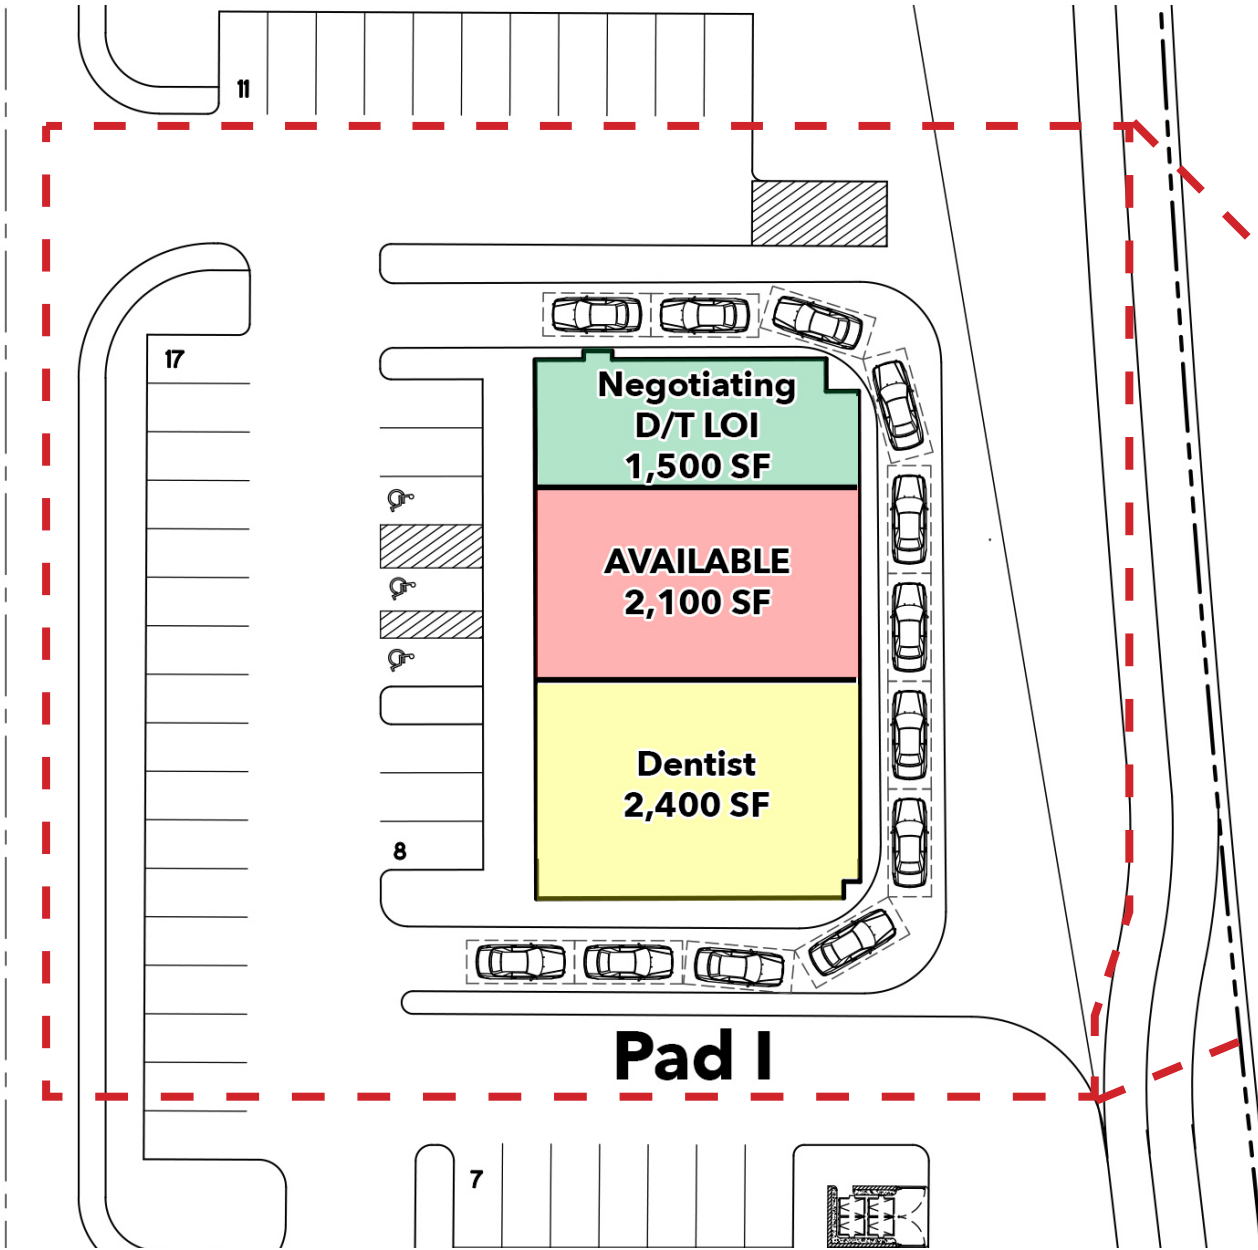 11
17
Negotiating
D/T LOI
1,500 SF
AVAILABLE
2,100 SF
Dentist
2,400 SF
8
Pad I
7